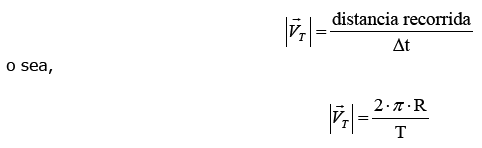 |V⃗_T| = distancia recorrida / Δt
o sea,
|V⃗_T| = 2·π·R / T